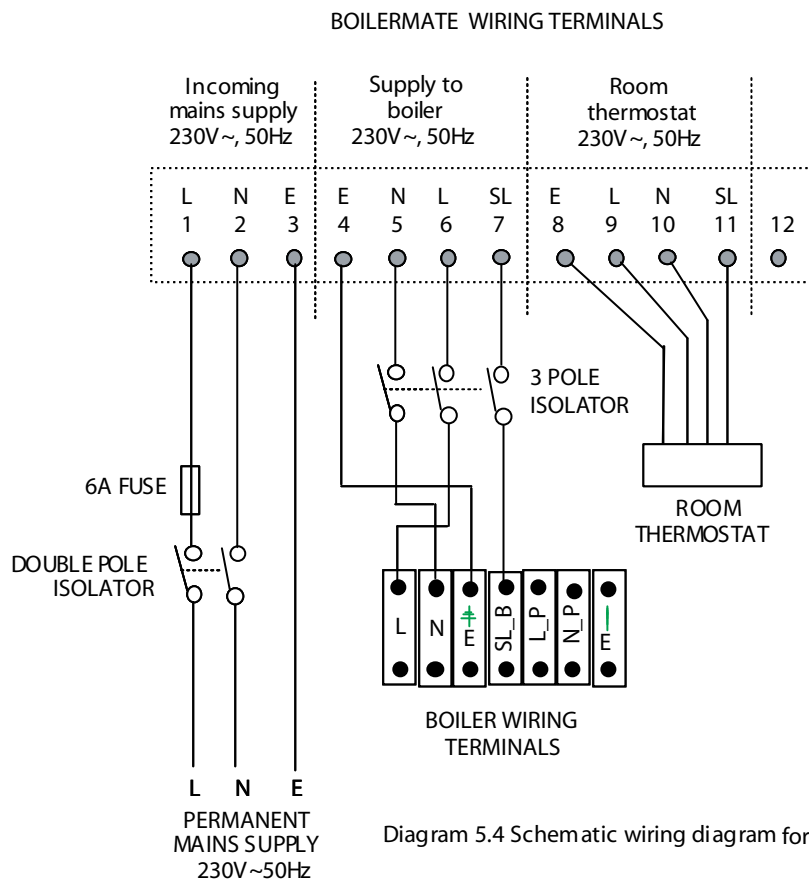 BOILERMATE WIRING TERMINALS
Incoming
mains supply
230V~, 50Hz
Supply to
boiler
230V~, 50Hz
Room
thermostat
230V~, 50Hz
L N E E N L SL E L N SL
1 2 3 4 5 6 7 8 9 10 11 12
3 POLE
ISOLATOR
6A FUSE
DOUBLE POLE
ISOLATOR
ROOM
THERMOSTAT
L N E SL_B L_P N_P E
BOILER WIRING
TERMINALS
L N E
PERMANENT
MAINS SUPPLY
230V~50Hz
Diagram 5.4 Schematic wiring diagram for